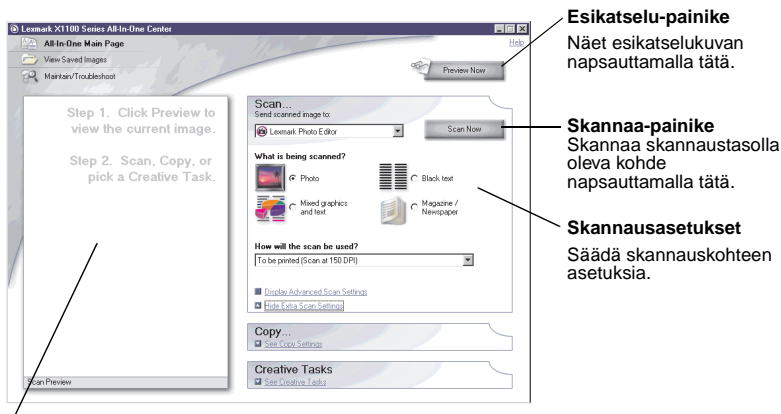 Lexmark X1100 Series All-In-One Center
All-In-One Main Page
Help
View Saved Images
Maintain/Troubleshoot
Preview Now
Step 1. Click Preview to
view the current image.
Step 2. Scan, Copy, or
pick a Creative Task.
Scan Preview
Scan...
Send scanned image to:
Lexmark Photo Editor
Scan Now
What is being scanned?
Photo
Black text
Mixed graphics
and text
Magazine /
Newspaper
How will the scan be used?
To be printed (Scan at 150 DPI)
Display Advanced Scan Settings
Hide Extra Scan Settings
Copy...
See Copy Settings
Creative Tasks
See Creative Tasks
Esikatselu-painike
Näet esikatselukuvan
napsauttamalla tätä.
Skannaa-painike
Skannaa skannaustasolla
oleva kohde
napsauttamalla tätä.
Skannausasetukset
Säädä skannauskohteen
asetuksia.